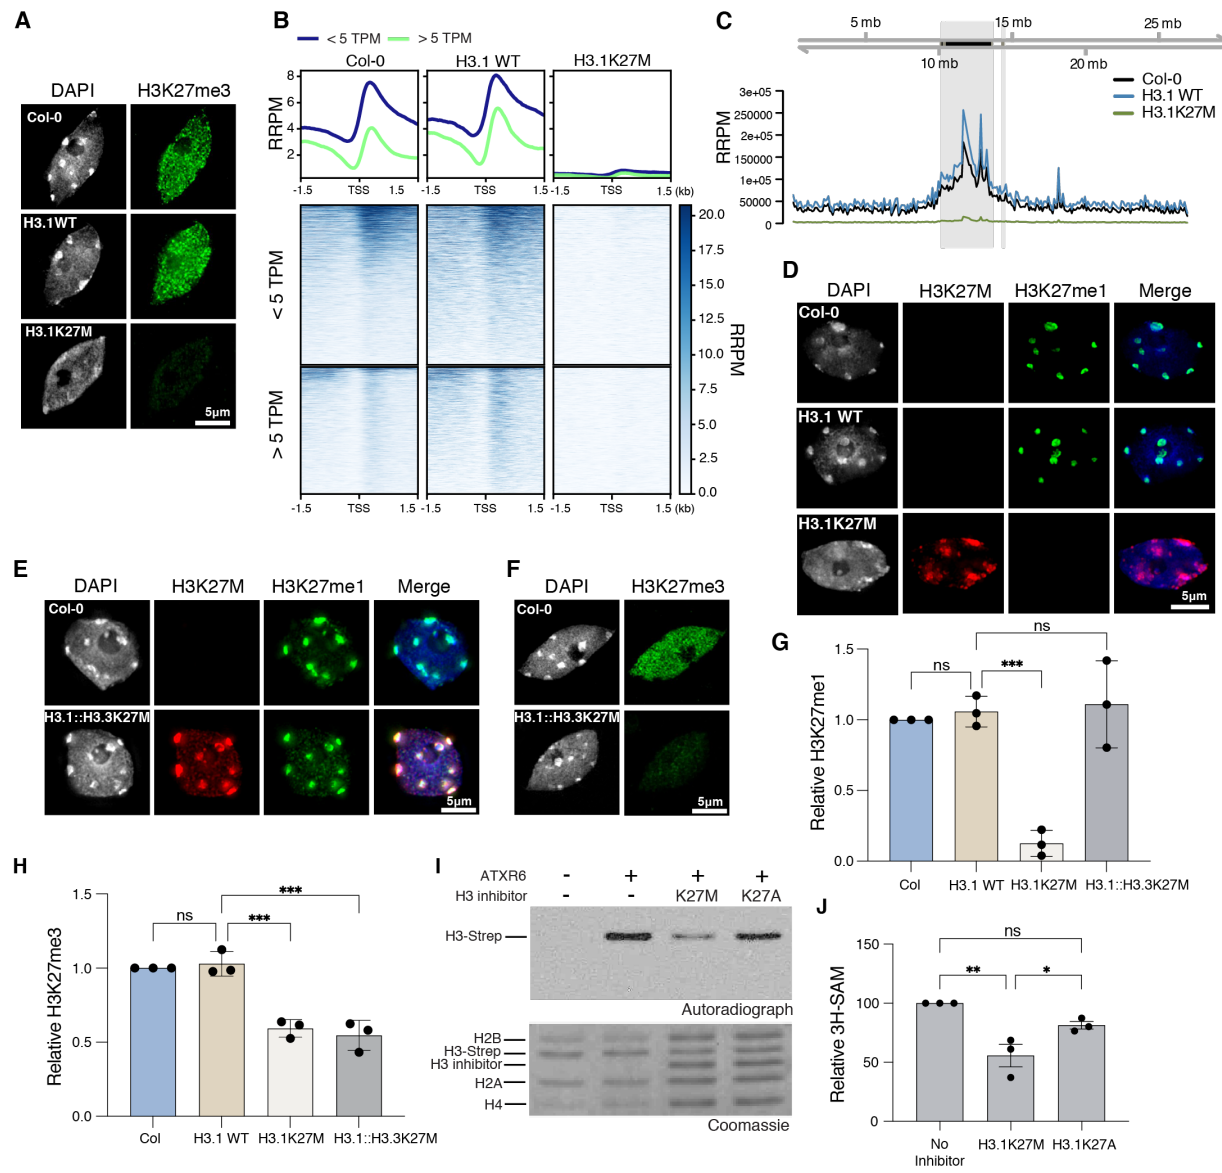 A
DAPI H3K27me3
Col-0
H3.1WT
H3.1K27M
5µm
B
< 5 TPM > 5 TPM
Col-0 H3.1 WT H3.1K27M
RRPM
8
6
4
2
-1.5 TSS 1.5 -1.5 TSS 1.5 -1.5 TSS 1.5 (kb)
< 5 TPM
> 5 TPM
20.0
17.5
15.0
12.5
10.0
7.5
5.0
2.5
0.0
RRPM
-1.5 TSS 1.5 -1.5 TSS 1.5 -1.5 TSS 1.5 (kb)
C
5 mb 15 mb 25 mb
10 mb 20 mb
Col-0
H3.1 WT
H3.1K27M
RRPM
3e+05
250000
2e+05
150000
1e+05
50000
0
D
DAPI H3K27M H3K27me1 Merge
Col-0
H3.1 WT
H3.1K27M
5µm
E
DAPI H3K27M H3K27me1 Merge
Col-0
H3.1::H3.3K27M
5µm
F
DAPI H3K27me3
Col-0
H3.1::H3.3K27M
5µm
G
Relative H3K27me1
1.5
1.0
0.5
0.0
ns
ns ***
Col H3.1 WT H3.1K27M H3.1::H3.3K27M
H
Relative H3K27me3
1.5
1.0
0.5
0.0
***
ns ***
Col H3.1 WT H3.1K27M H3.1::H3.3K27M
I
ATXR6 - + + +
H3 inhibitor - - K27M K27A
H3-Strep
Autoradiograph
H2B
H3-Strep
H3 inhibitor
H2A
H4
Coomassie
J
Relative 3H-SAM
150
100
50
0
ns
** *
No Inhibitor H3.1K27M H3.1K27A